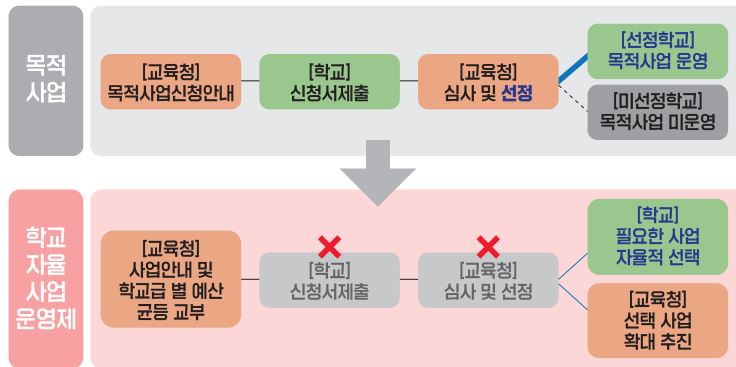 목적
사업
[교육청]
목적사업신청안내
[학교]
신청서제출
[교육청]
심사 및 선정
[선정학교]
목적사업 운영
[미선정학교]
목적사업 미운영
학교
자율
사업
운영제
[교육청]
사업안내 및
학교급 별 예산
균등 교부
[학교]
신청서제출
[교육청]
심사 및 선정
[학교]
필요한 사업
자율적 선택
[교육청]
선택 사업
확대 추진